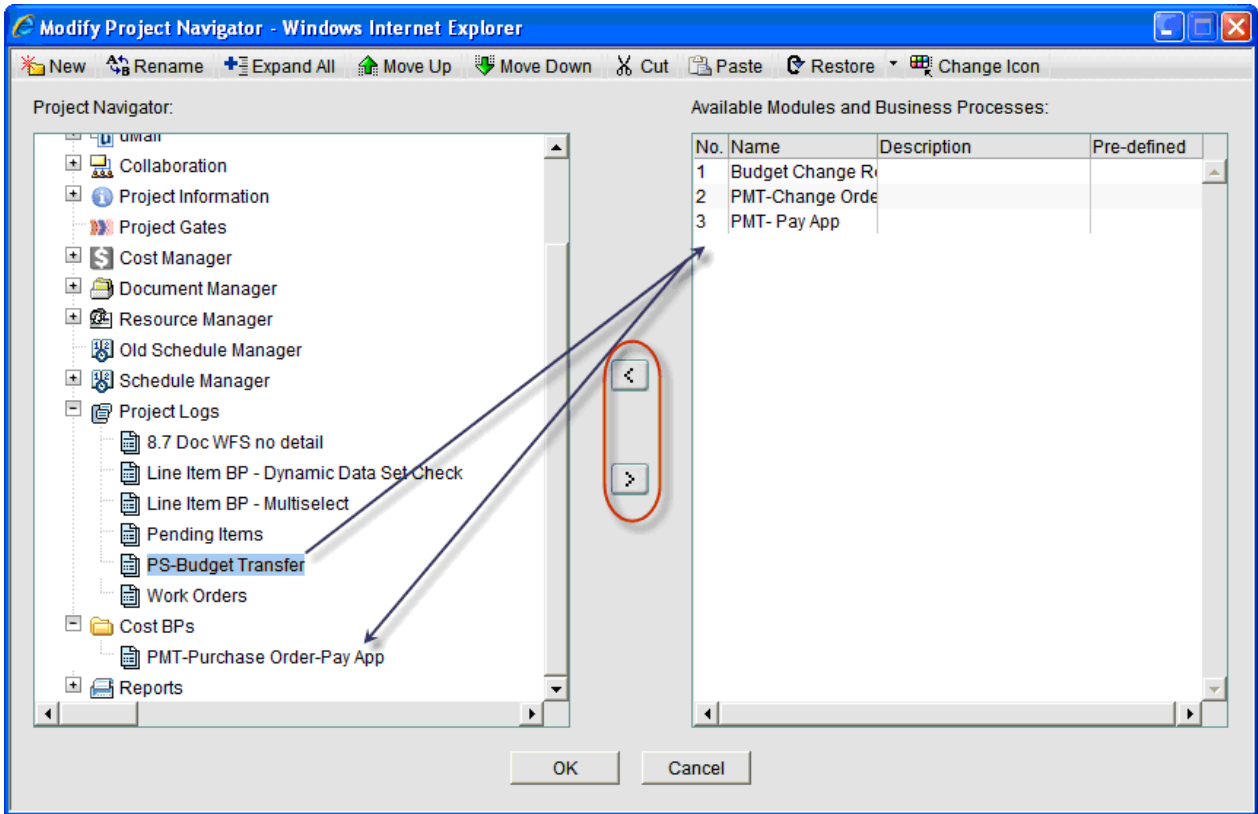 Modify Project Navigator - Windows Internet Explorer
New Rename Expand All Move Up Move Down Cut Paste Restore Change Icon
Project Navigator:
Available Modules and Business Processes:
uMail
Collaboration
Project Information
Project Gates
Cost Manager
Document Manager
Resource Manager
Old Schedule Manager
Schedule Manager
Project Logs
8.7 Doc WFS no detail
Line Item BP - Dynamic Data Set Check
Line Item BP - Multiselect
Pending Items
PS-Budget Transfer
Work Orders
Cost BPs
PMT-Purchase Order-Pay App
Reports
No. Name Description Pre-defined
1 Budget Change Re
2 PMT-Change Orde
3 PMT- Pay App
<
>
OK Cancel